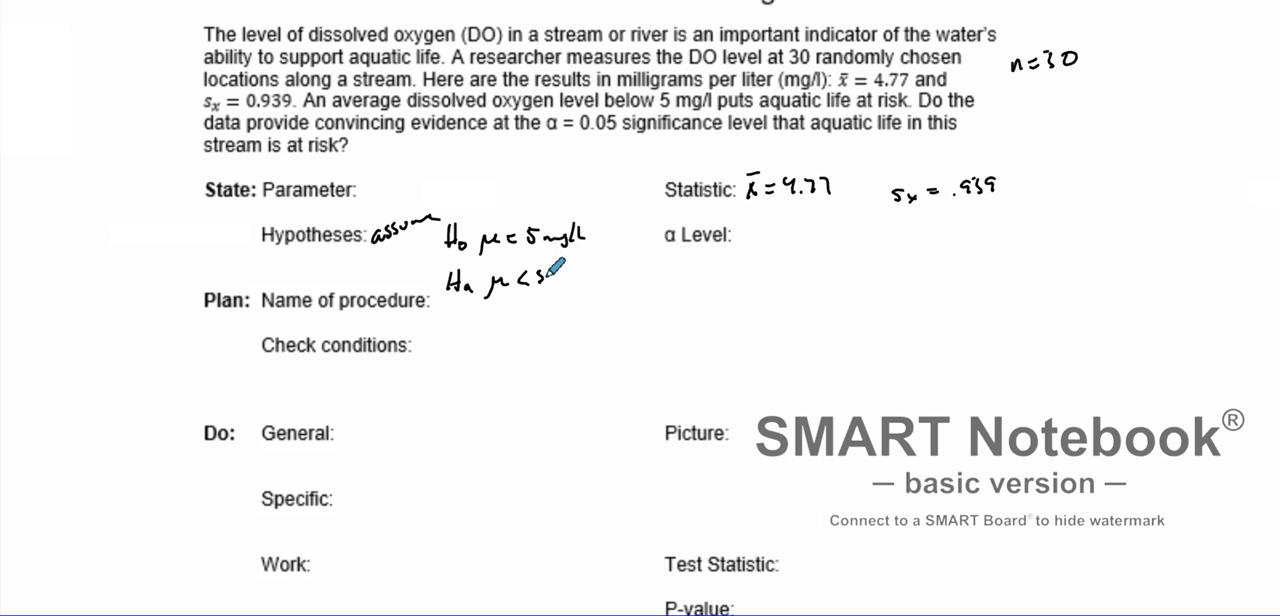 The level of dissolved oxygen (DO) in a stream or river is an important indicator of the water's
ability to support aquatic life. A researcher measures the DO level at 30 randomly chosen
n=30
locations along a stream. Here are the results in milligrams per liter (mg/l): x̄ = 4.77 and
sₓ = 0.939. An average dissolved oxygen level below 5 mg/l puts aquatic life at risk. Do the
data provide convincing evidence at the α = 0.05 significance level that aquatic life in this
stream is at risk?
State: Parameter:
Statistic: x̄ = 4.77 sₓ = .939
Hypotheses: assume H₀ μ = 5 mg/L
α Level:
Hₐ μ < 5
Plan: Name of procedure:
Check conditions:
Do: General:
Picture:
SMART Notebook®
— basic version —
Connect to a SMART Board® to hide watermark
Specific:
Work:
Test Statistic:
P-value: